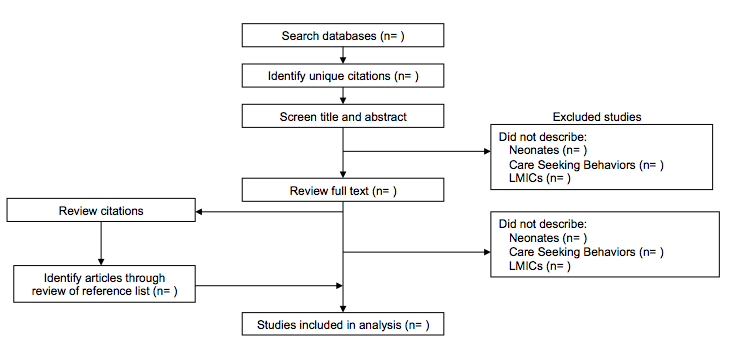 Search databases (n= )
Identify unique citations (n= )
Screen title and abstract
Excluded studies
Did not describe:
Neonates (n= )
Care Seeking Behaviors (n= )
LMICs (n= )
Review full text (n= )
Review citations
Did not describe:
Neonates (n= )
Care Seeking Behaviors (n= )
LMICs (n= )
Identify articles through
review of reference list (n= )
Studies included in analysis (n= )